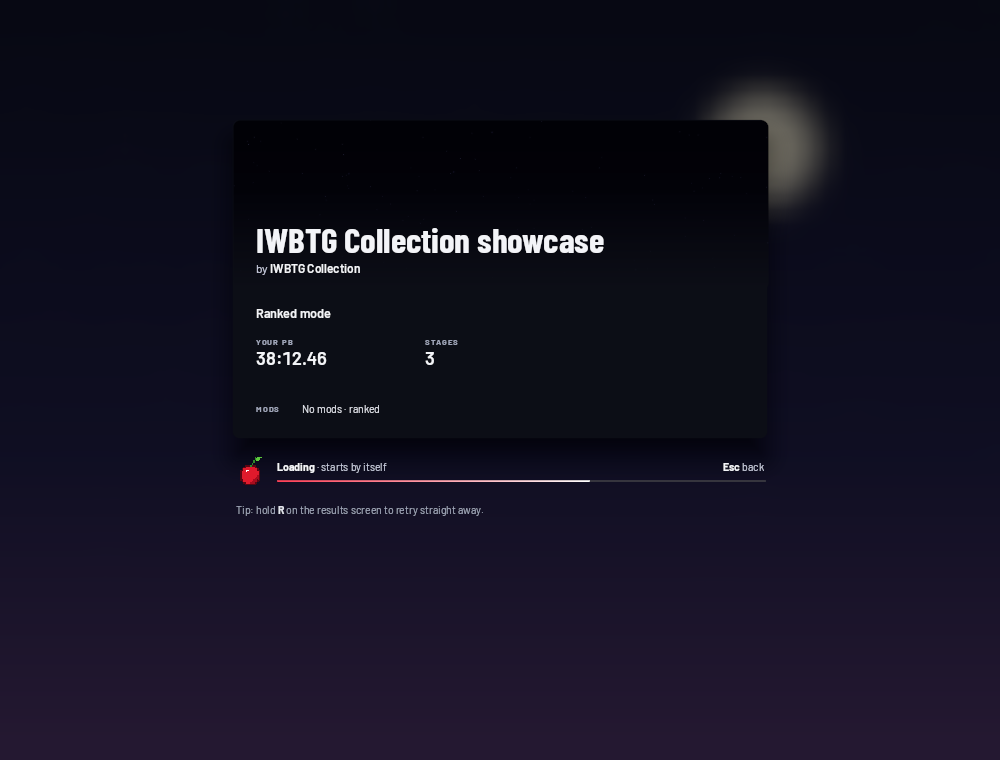 IWBTG Collection showcase
by IWBTG Collection
Ranked mode
YOUR PB
STAGES
38:12.46
3
MODS No mods · ranked
Loading · starts by itself
Esc back
Tip: hold R on the results screen to retry straight away.